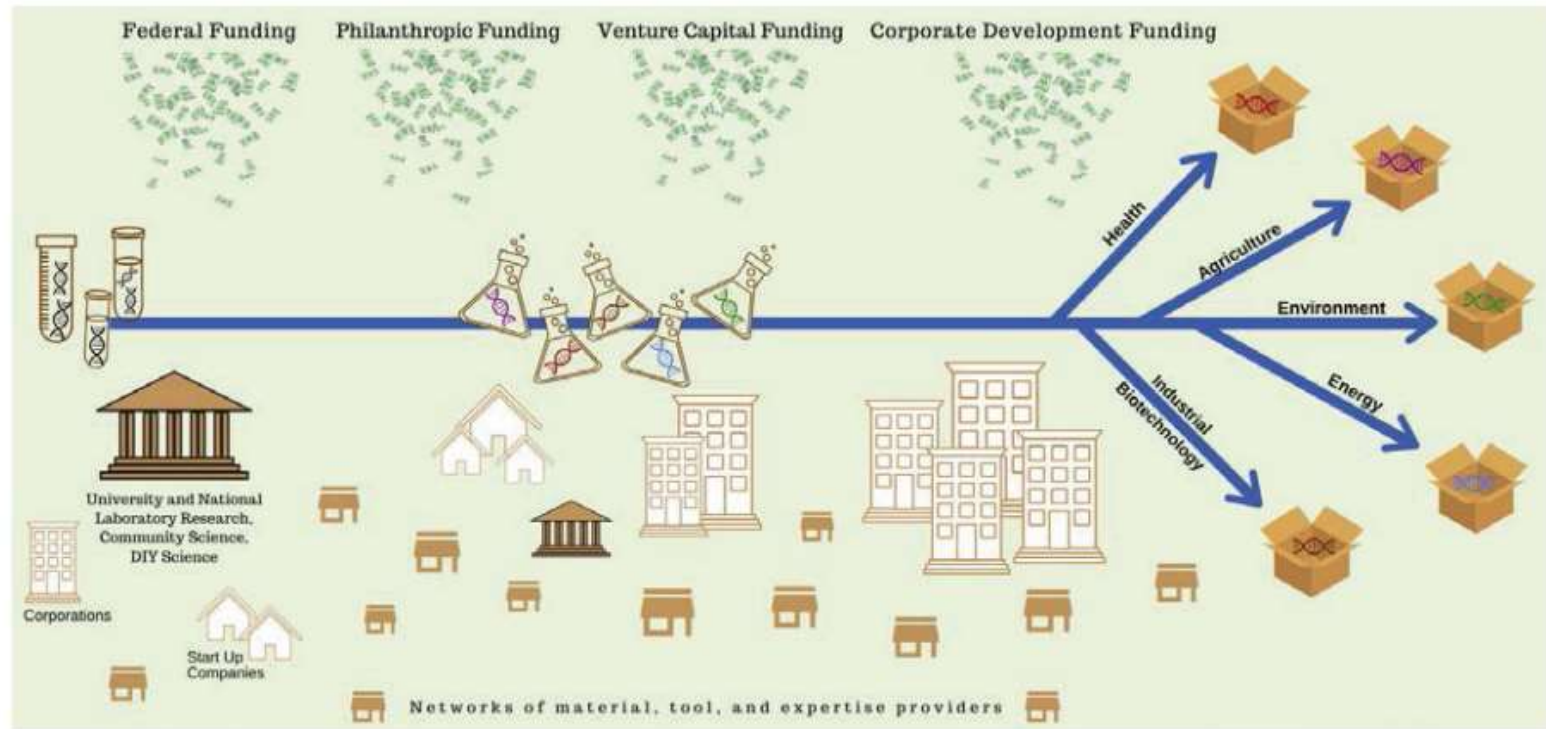 Federal Funding
Philanthropic Funding
Venture Capital Funding
Corporate Development Funding
Health
Agriculture
Environment
Energy
Industrial
Biotechnology
University and National
Laboratory Research,
Community Science,
DIY Science
Corporations
Start Up
Companies
Networks of material, tool, and expertise providers